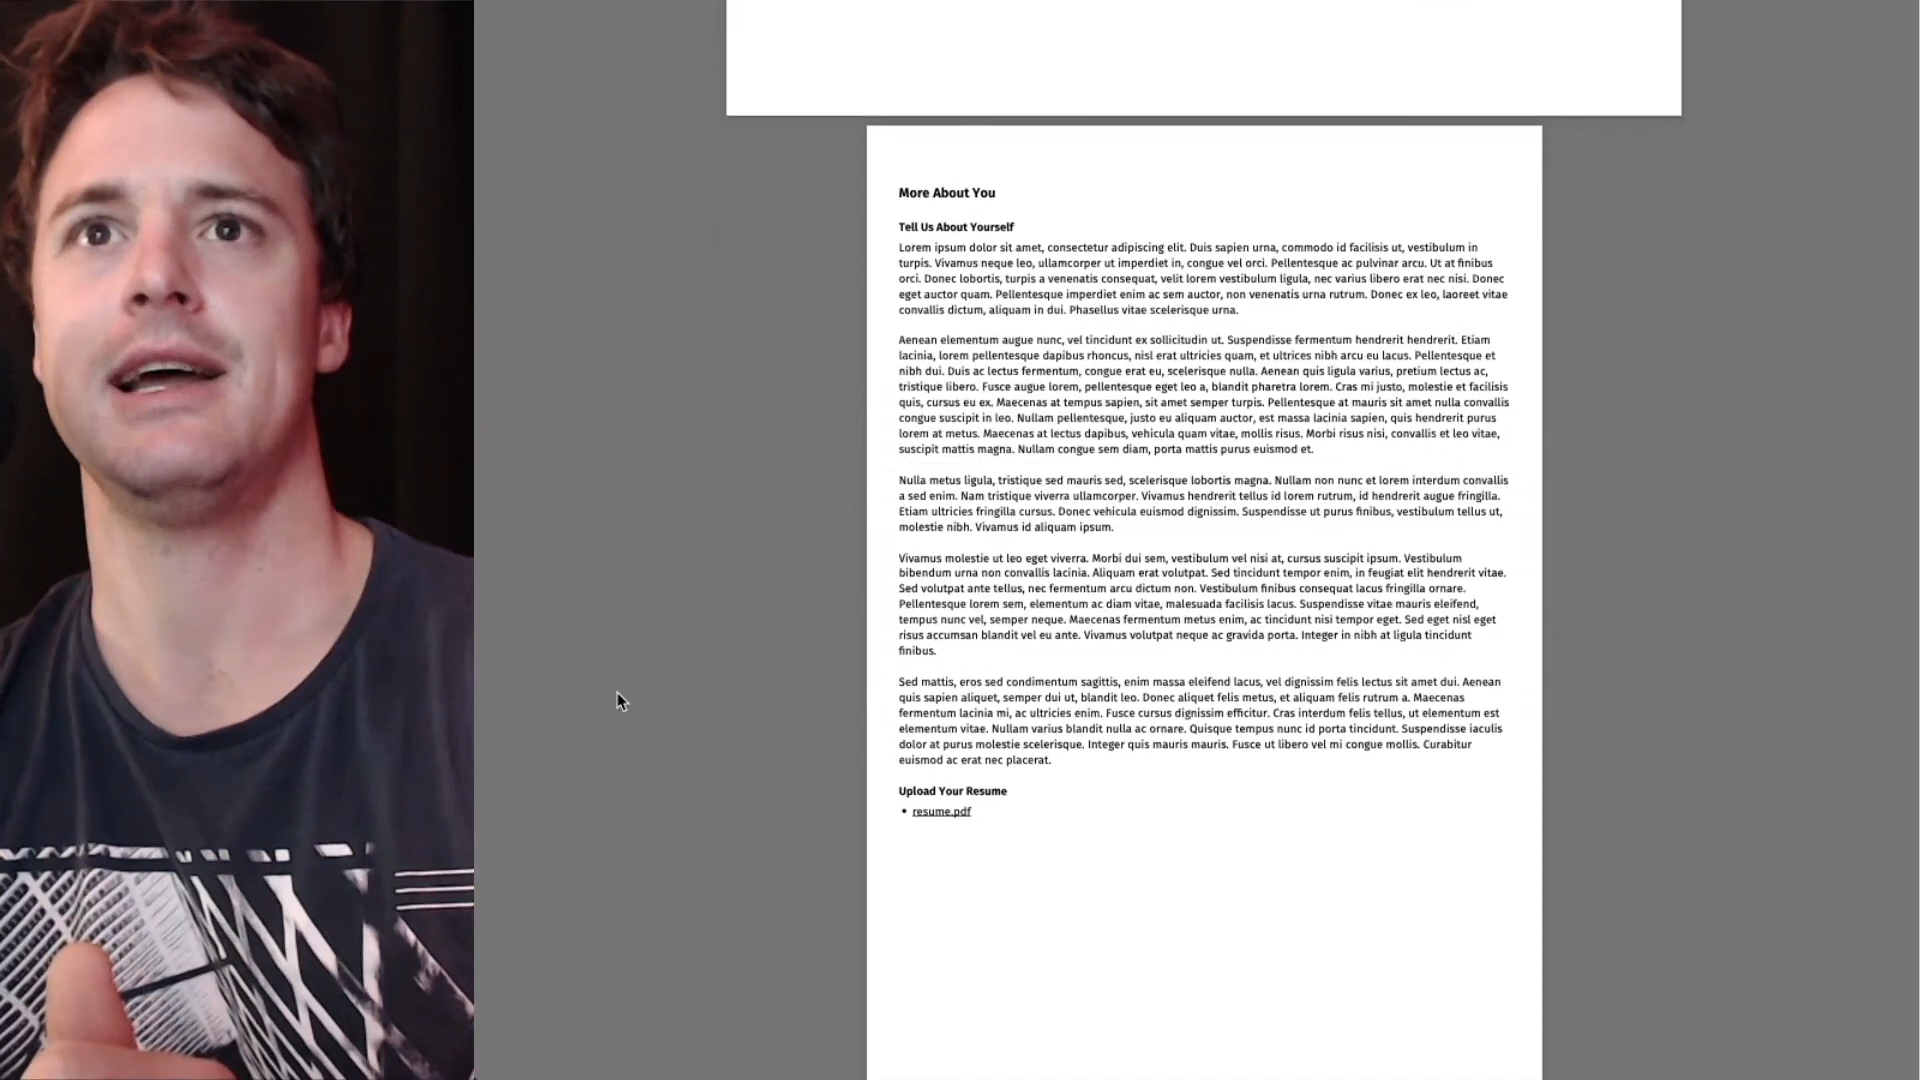 More About You
Tell Us About Yourself
Lorem ipsum dolor sit amet, consectetur adipiscing elit. Duis sapien urna, commodo id facilisis ut, vestibulum in
turpis. Vivamus neque leo, ullamcorper ut imperdiet in, congue vel orci. Pellentesque ac pulvinar arcu. Ut at finibus
orci. Donec lobortis, turpis a venenatis consequat, velit lorem vestibulum ligula, nec varius libero erat nec nisi. Donec
eget auctor quam. Pellentesque imperdiet enim ac sem auctor, non venenatis urna rutrum. Donec ex leo, laoreet vitae
convallis dictum, aliquam in dui. Phasellus vitae scelerisque urna.
Aenean elementum augue nunc, vel tincidunt ex sollicitudin ut. Suspendisse fermentum hendrerit hendrerit. Etiam
lacinia, lorem pellentesque dapibus rhoncus, nisl erat ultricies quam, et ultrices nibh arcu eu lacus. Pellentesque et
nibh dui. Duis ac lectus fermentum, congue erat eu, scelerisque nulla. Aenean quis ligula varius, pretium lectus ac,
tristique libero. Fusce augue lorem, pellentesque eget leo a, blandit pharetra lorem. Cras mi justo, molestie et facilisis
quis, cursus eu ex. Maecenas at tempus sapien, sit amet semper turpis. Pellentesque at mauris sit amet nulla convallis
congue suscipit in leo. Nullam pellentesque, justo eu aliquam auctor, est massa lacinia sapien, quis hendrerit purus
lorem at metus. Maecenas at lectus dapibus, vehicula quam vitae, mollis risus. Morbi risus nisi, convallis et leo vitae,
suscipit mattis magna. Nullam congue sem diam, porta mattis purus euismod et.
Nulla metus ligula, tristique sed mauris sed, scelerisque lobortis magna. Nullam non nunc et lorem interdum convallis
a sed enim. Nam tristique viverra ullamcorper. Vivamus hendrerit tellus id lorem rutrum, id hendrerit augue fringilla.
Etiam ultricies fringilla cursus. Donec vehicula euismod dignissim. Suspendisse ut purus finibus, vestibulum tellus ut,
molestie nibh. Vivamus id aliquam ipsum.
Vivamus molestie ut leo eget viverra. Morbi dui sem, vestibulum vel nisi at, cursus suscipit ipsum. Vestibulum
bibendum urna non convallis lacinia. Aliquam erat volutpat. Sed tincidunt tempor enim, in feugiat elit hendrerit vitae.
Sed volutpat ante tellus, nec fermentum arcu dictum non. Vestibulum finibus consequat lacus fringilla ornare.
Pellentesque lorem sem, elementum ac diam vitae, malesuada facilisis lacus. Suspendisse vitae mauris eleifend,
tempus nunc vel, semper neque. Maecenas fermentum metus enim, ac tincidunt nisi tempor eget. Sed eget nisl eget
risus accumsan blandit vel eu ante. Vivamus volutpat neque ac gravida porta. Integer in nibh at ligula tincidunt
finibus.
Sed mattis, eros sed condimentum sagittis, enim massa eleifend lacus, vel dignissim felis lectus sit amet dui. Aenean
quis sapien aliquet, semper dui ut, blandit leo. Donec aliquet felis metus, et aliquam felis rutrum a. Maecenas
fermentum lacinia mi, ac ultricies enim. Fusce cursus dignissim efficitur. Cras interdum felis tellus, ut elementum est
elementum vitae. Nullam varius blandit nulla ac ornare. Quisque tempus nunc id porta tincidunt. Suspendisse iaculis
dolor at purus molestie scelerisque. Integer quis mauris mauris. Fusce ut libero vel mi congue mollis. Curabitur
euismod ac erat nec placerat.
Upload Your Resume
• resume.pdf